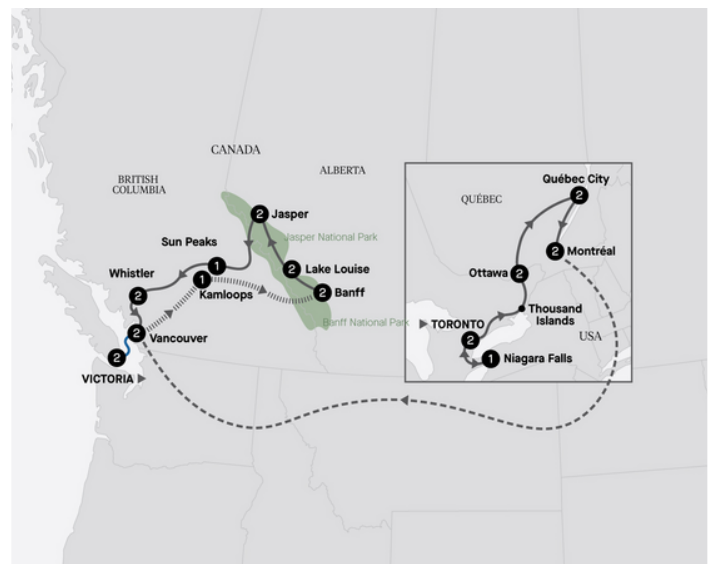 CANADA
BRITISH
COLUMBIA
ALBERTA
2 Jasper
Jasper National Park
Sun Peaks
1
2 Lake Louise
Whistler
2
1
Kamloops
2 Banff
Banff National Park
2 Vancouver
2
VICTORIA
Québec City
2
QUÉBEC
2 Montréal
Ottawa 2
Thousand
Islands
TORONTO
2
USA
1 Niagara Falls